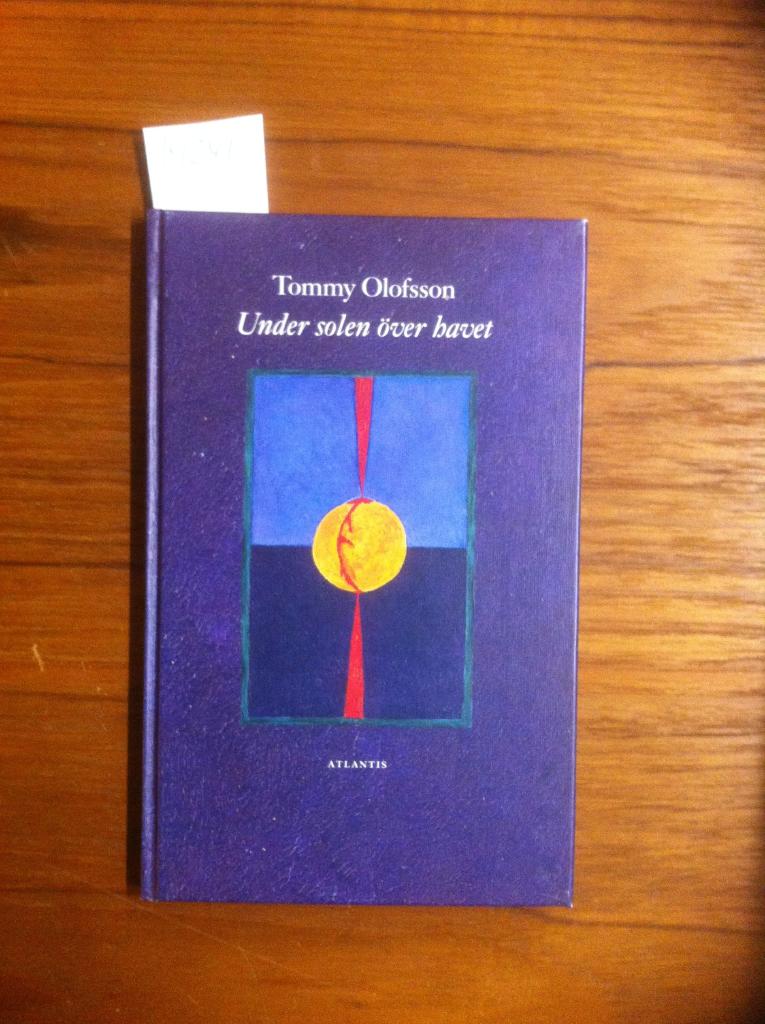 Tommy Olofsson
Under solen över havet
ATLANTIS